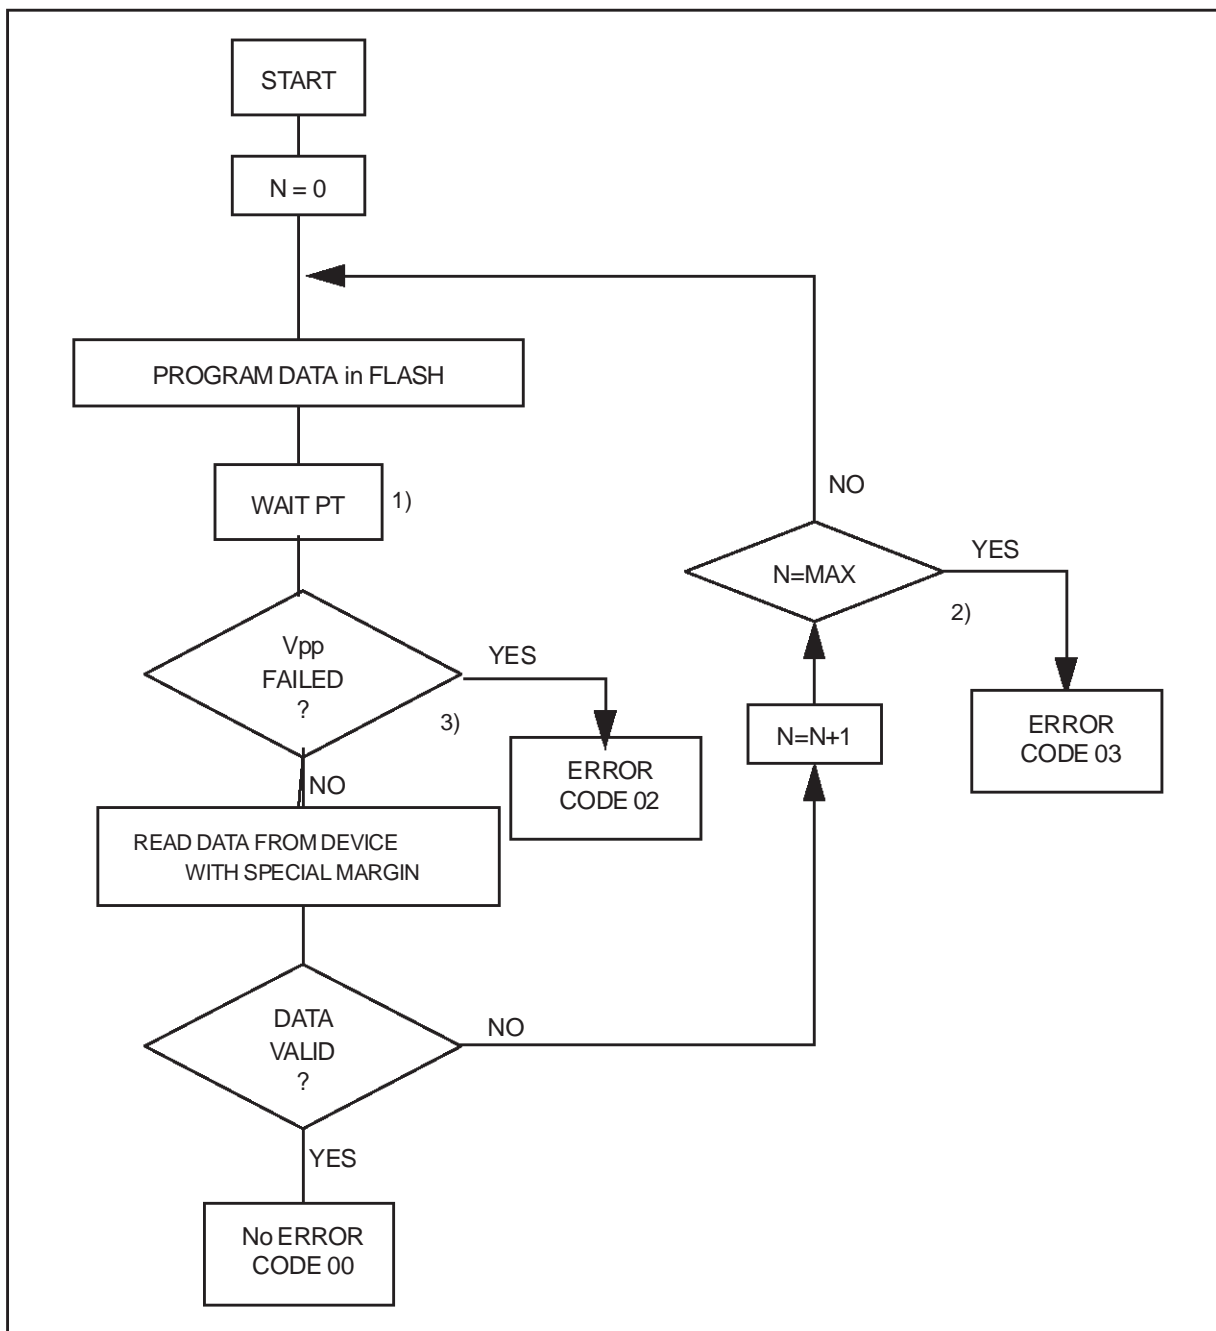 START
N = 0
PROGRAM DATA in FLASH
WAIT PT
1)
NO
N=MAX
YES
2)
Vpp
FAILED
?
YES
3)
N=N+1
ERROR
CODE 03
ERROR
CODE 02
NO
READ DATA FROM DEVICE
WITH SPECIAL MARGIN
DATA
VALID
?
NO
YES
No ERROR
CODE 00